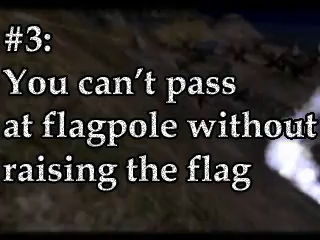 #3:
You can't pass
at flagpole without
raising the flag